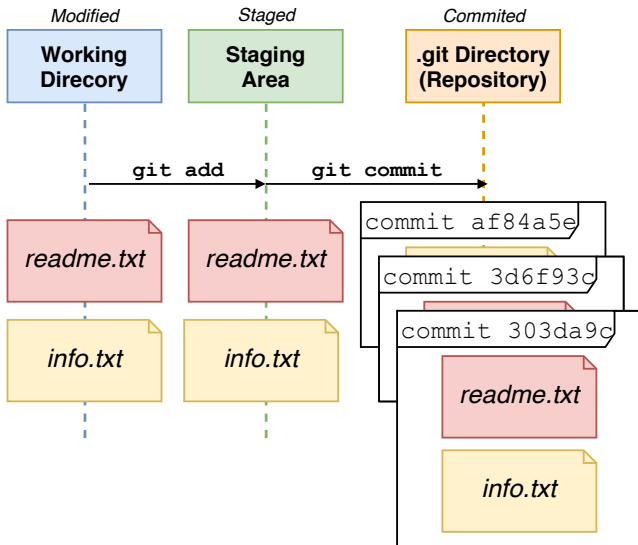 Modified
Staged
Commited
Working
Direcory
Staging
Area
.git Directory
(Repository)
git add
git commit
commit af84a5e
readme.txt
readme.txt
commit 3d6f93c
commit 303da9c
info.txt
info.txt
readme.txt
info.txt